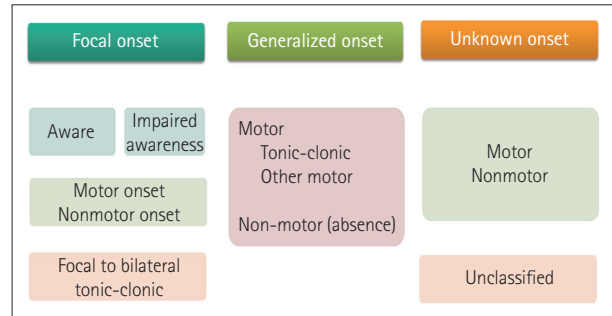 Focal onset
Generalized onset
Unknown onset
Aware
Impaired
awareness
Motor onset
Nonmotor onset
Focal to bilateral
tonic-clonic
Motor
Tonic-clonic
Other motor
Non-motor (absence)
Motor
Nonmotor
Unclassified